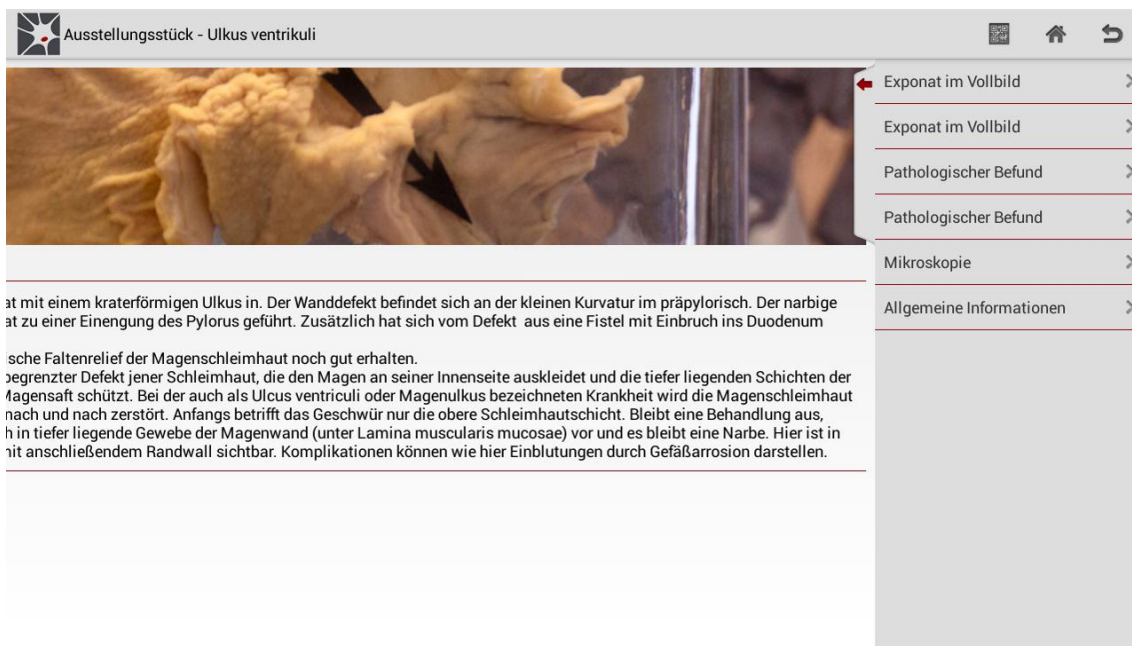 Ausstellungsstück - Ulkus ventrikuli
at mit einem kraterförmigen Ulkus in. Der Wanddefekt befindet sich an der kleinen Kurvatur im präpylorisch. Der narbige
at zu einer Einengung des Pylorus geführt. Zusätzlich hat sich vom Defekt aus eine Fistel mit Einbruch ins Duodenum
sche Faltenrelief der Magenschleimhaut noch gut erhalten.
begrenzter Defekt jener Schleimhaut, die den Magen an seiner Innenseite auskleidet und die tiefer liegenden Schichten der
Magensaft schützt. Bei der auch als Ulcus ventriculi oder Magenulkus bezeichneten Krankheit wird die Magenschleimhaut
nach und nach zerstört. Anfangs betrifft das Geschwür nur die obere Schleimhautschicht. Bleibt eine Behandlung aus,
h in tiefer liegende Gewebe der Magenwand (unter Lamina muscularis mucosae) vor und es bleibt eine Narbe. Hier ist in
nit anschließendem Randwall sichtbar. Komplikationen können wie hier Einblutungen durch Gefäßarrosion darstellen.
Exponat im Vollbild
Exponat im Vollbild
Pathologischer Befund
Pathologischer Befund
Mikroskopie
Allgemeine Informationen